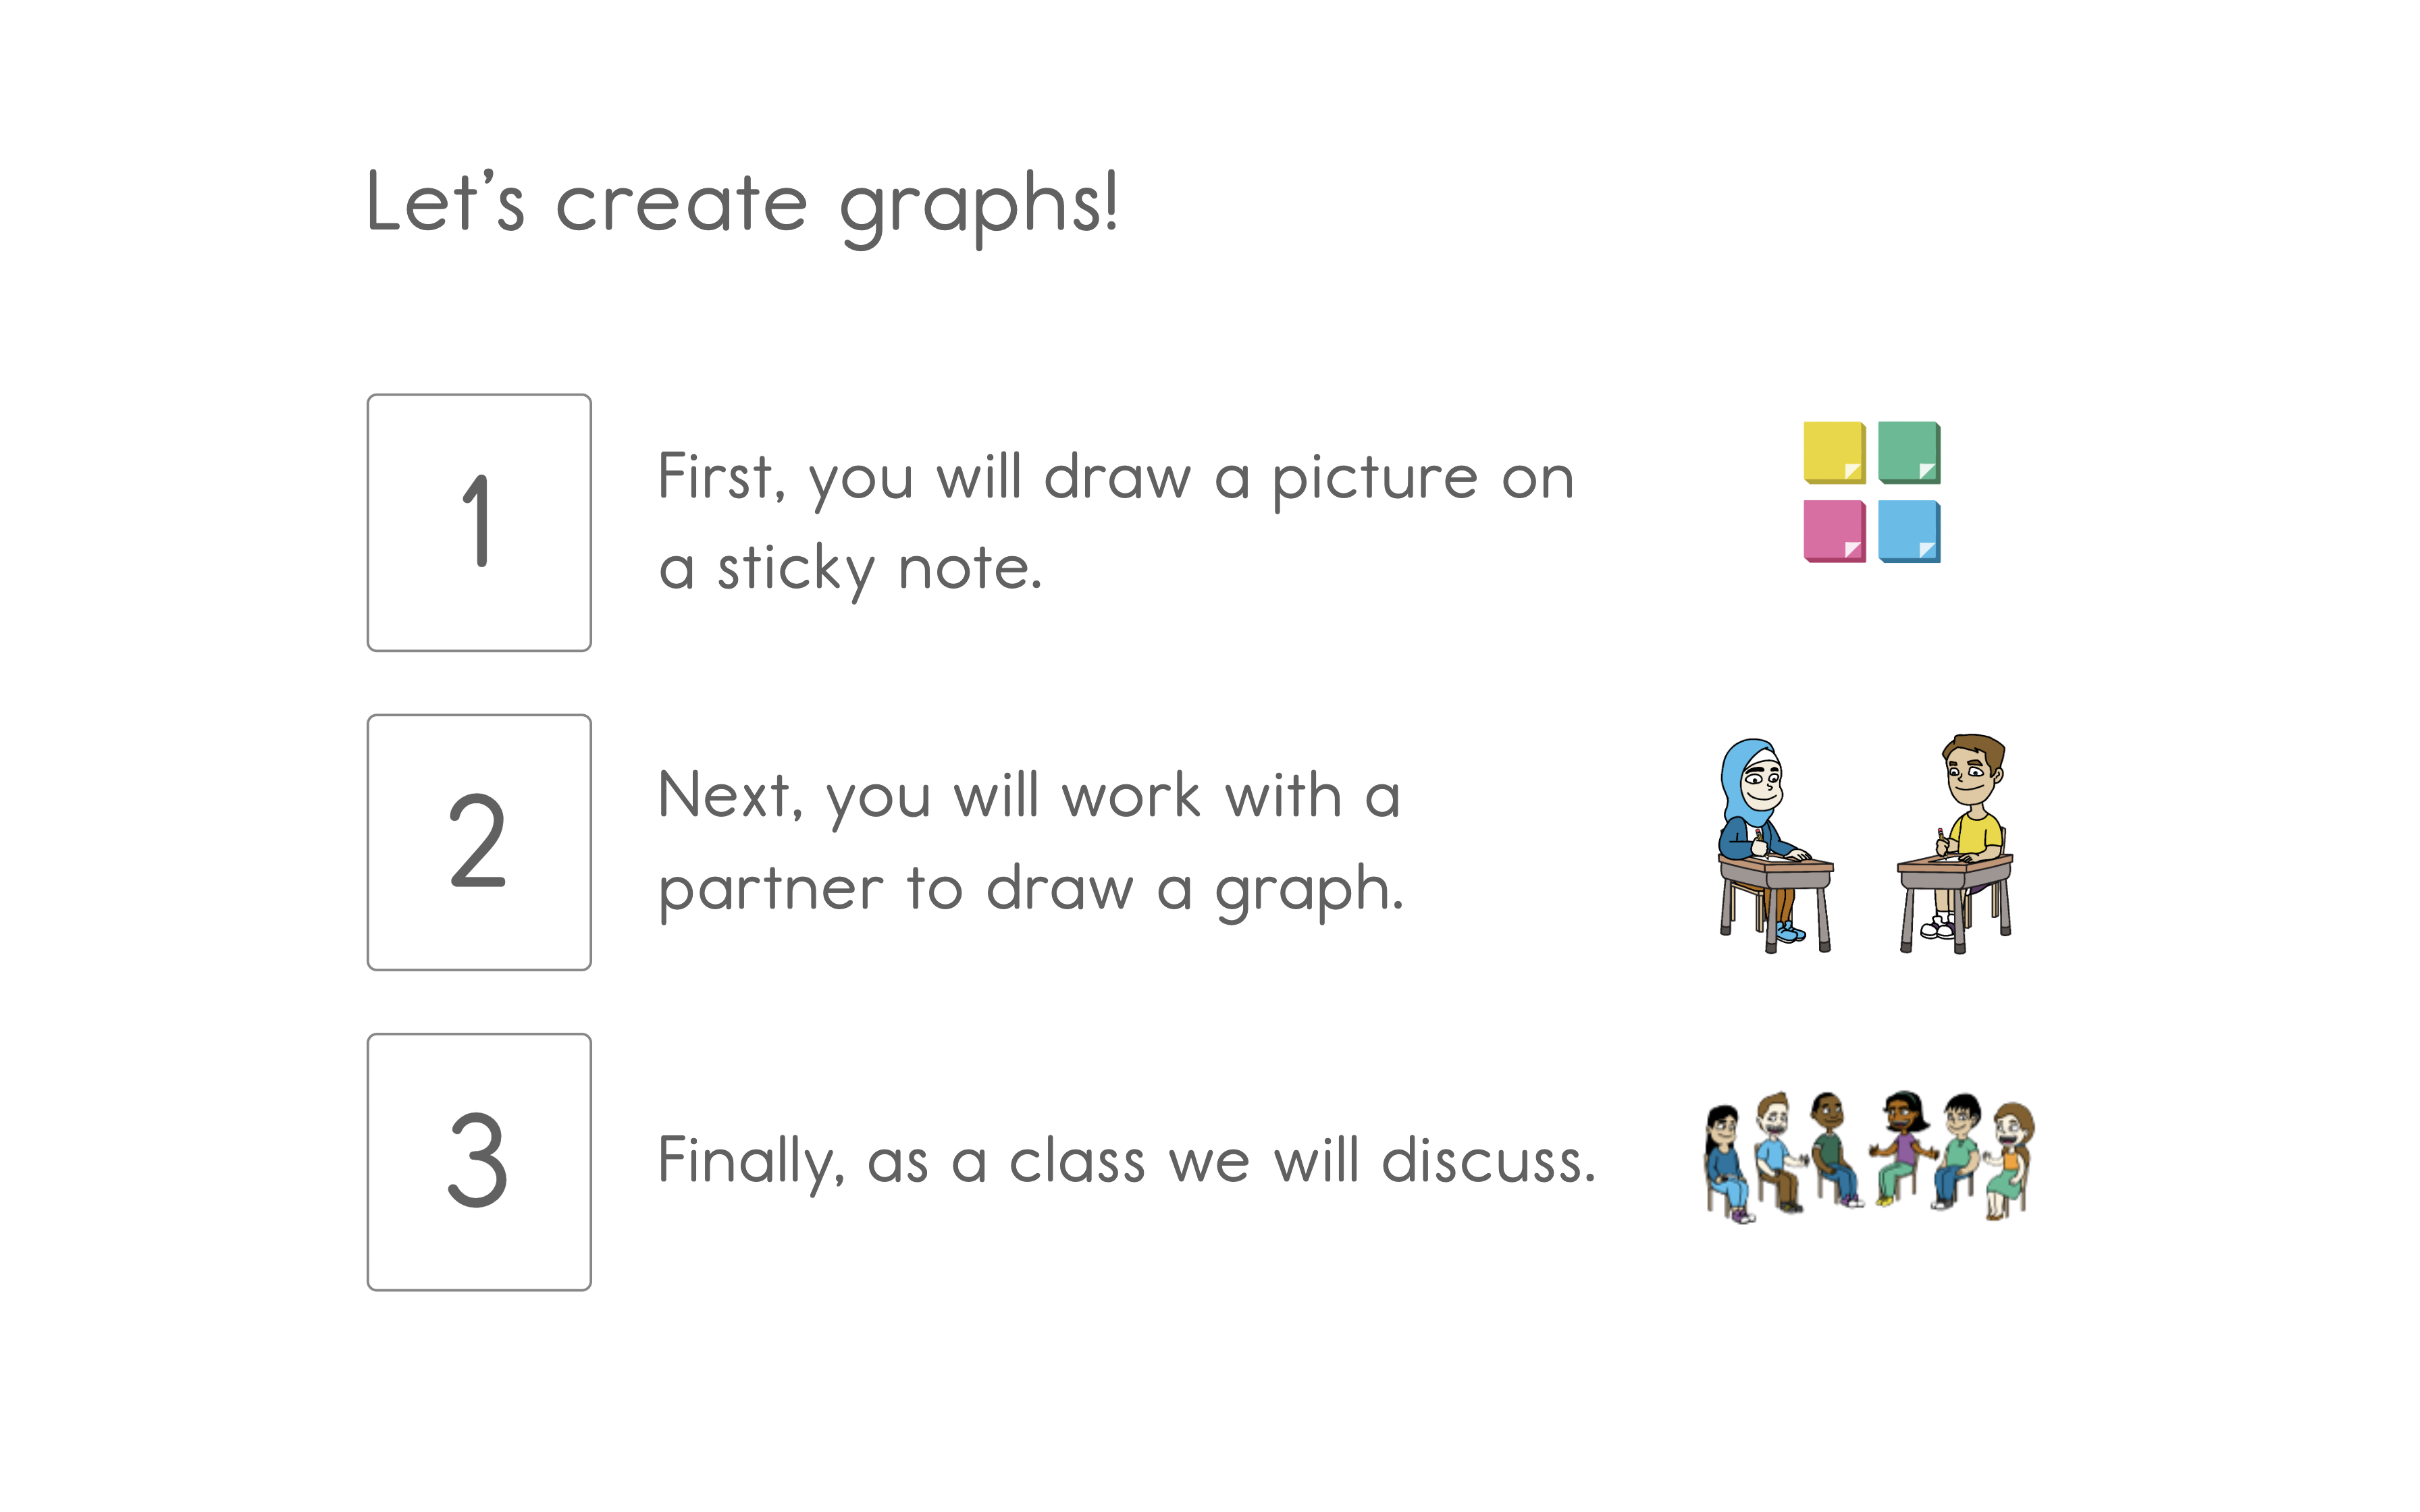 Let’s create graphs!
1
First, you will draw a picture on
a sticky note.
2
Next, you will work with a
partner to draw a graph.
3
Finally, as a class we will discuss.